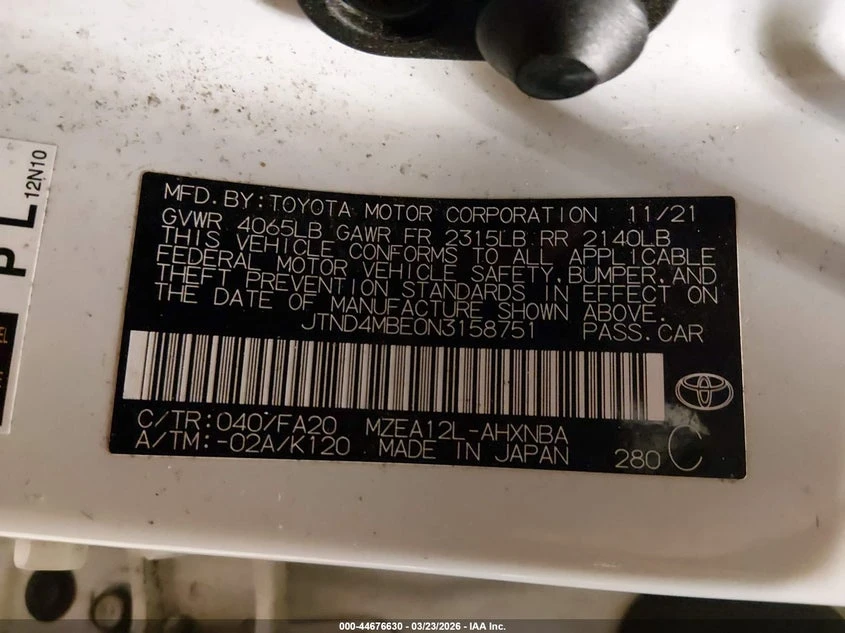 MFD.BY:TOYOTA MOTOR CORPORATION 11/21
GVWR 4065LB GAWR FR 2315LB RR 2140LB
THIS VEHICLE CONFORMS TO ALL APPLICABLE
FEDERAL MOTOR VEHICLE SAFETY,BUMPER,AND
THEFT PREVENTION STANDARDS IN EFFECT ON
THE DATE OF MANUFACTURE SHOWN ABOVE.
JTND4MBE0N3158751 PASS.CAR
C/TR:040/FA20 MZEA12L-AHXNBA
A/TM:-02A/K120 MADE IN JAPAN
280 C
12N10
PL
000-44676630 - 03/23/2026 - IAA Inc.